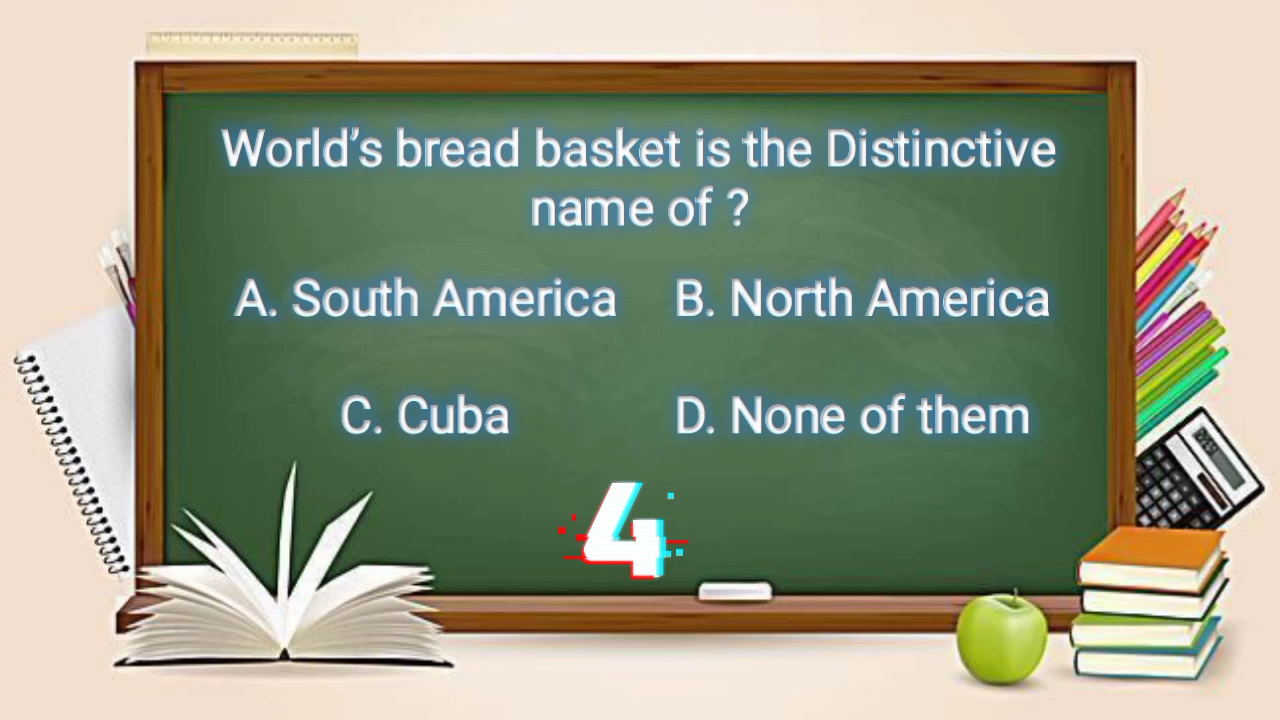 World’s bread basket is the Distinctive
name of ?
A. South America B. North America
C. Cuba D. None of them
4